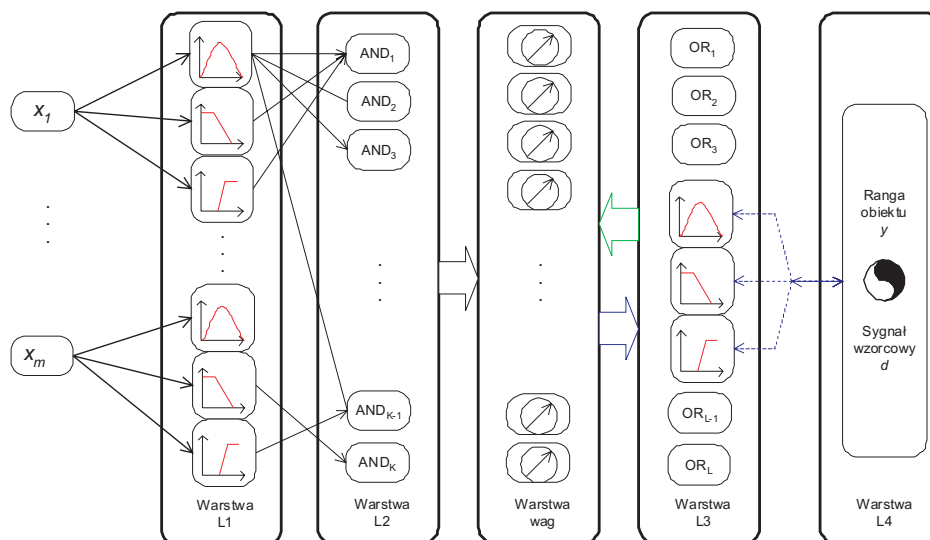 x1
xm
Warstwa
L1
AND1
AND2
AND3
ANDK-1
ANDK
Warstwa
L2
Warstwa
wag
OR1
OR2
OR3
ORL-1
ORL
Warstwa
L3
Ranga
obiektu
y
Sygnał
wzorcowy
d
Warstwa
L4